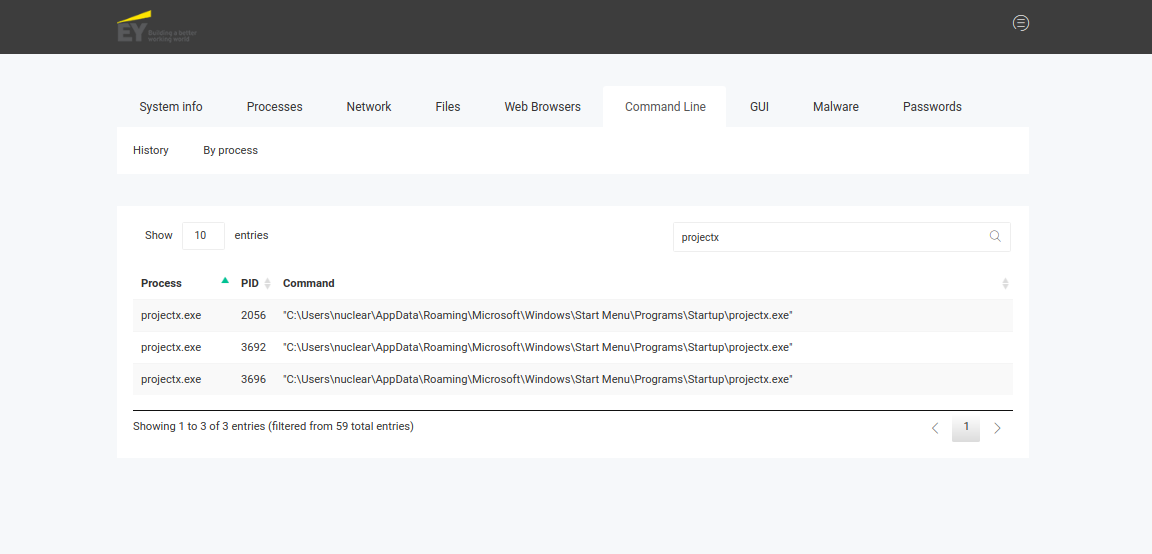 EY Building a better
working world
System info Processes Network Files Web Browsers Command Line GUI Malware Passwords
History By process
Show 10 entries projectx
Process PID Command
projectx.exe 2056 "C:\Users\nuclear\AppData\Roaming\Microsoft\Windows\Start Menu\Programs\Startup\projectx.exe"
projectx.exe 3692 "C:\Users\nuclear\AppData\Roaming\Microsoft\Windows\Start Menu\Programs\Startup\projectx.exe"
projectx.exe 3696 "C:\Users\nuclear\AppData\Roaming\Microsoft\Windows\Start Menu\Programs\Startup\projectx.exe"
Showing 1 to 3 of 3 entries (filtered from 59 total entries) 1